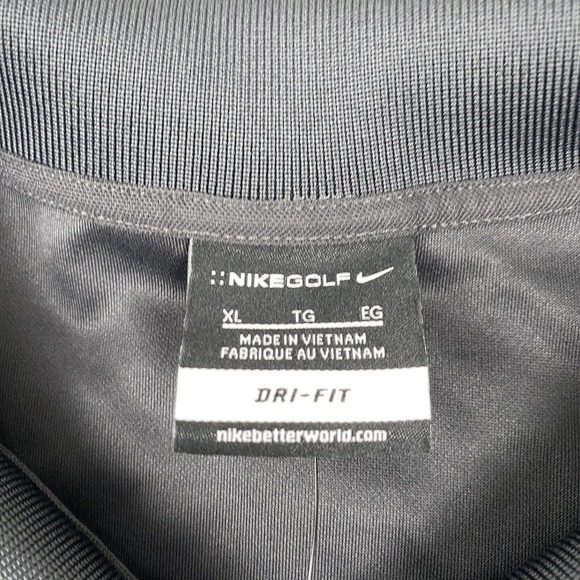 NIKEGOLF
XL TG EG
MADE IN VIETNAM
FABRIQUE AU VIETNAM
DRI-FIT
nikebetterworld.com